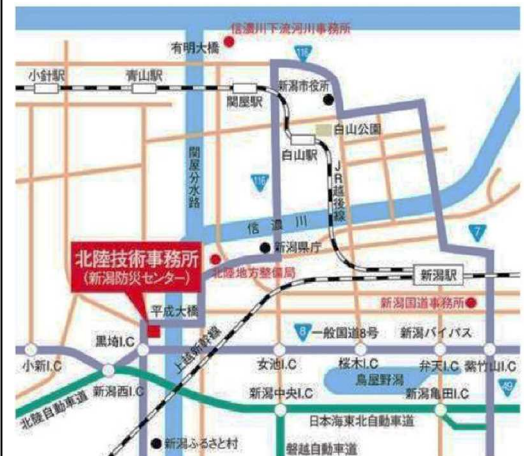 信濃川下流河川事務所
有明大橋
116
小針駅
青山駅
関屋駅
新潟市役所
白山公園
白山駅
関屋分水路
JR越後線
116
信濃川
7
新潟県庁
北陸技術事務所
(新潟防災センター)
北陸地方整備局
新潟駅
新潟国道事務所
平成大橋
上越新幹線
8
一般国道8号
新潟バイパス
黒埼I.C
小新I.C
女池I.C
桜木I.C
弁天I.C
紫竹山I.C
鳥屋野潟
49
新潟西I.C
北陸自動車道
新潟中央I.C
新潟亀田I.C
日本海東北自動車道
新潟ふるさと村
磐越自動車道